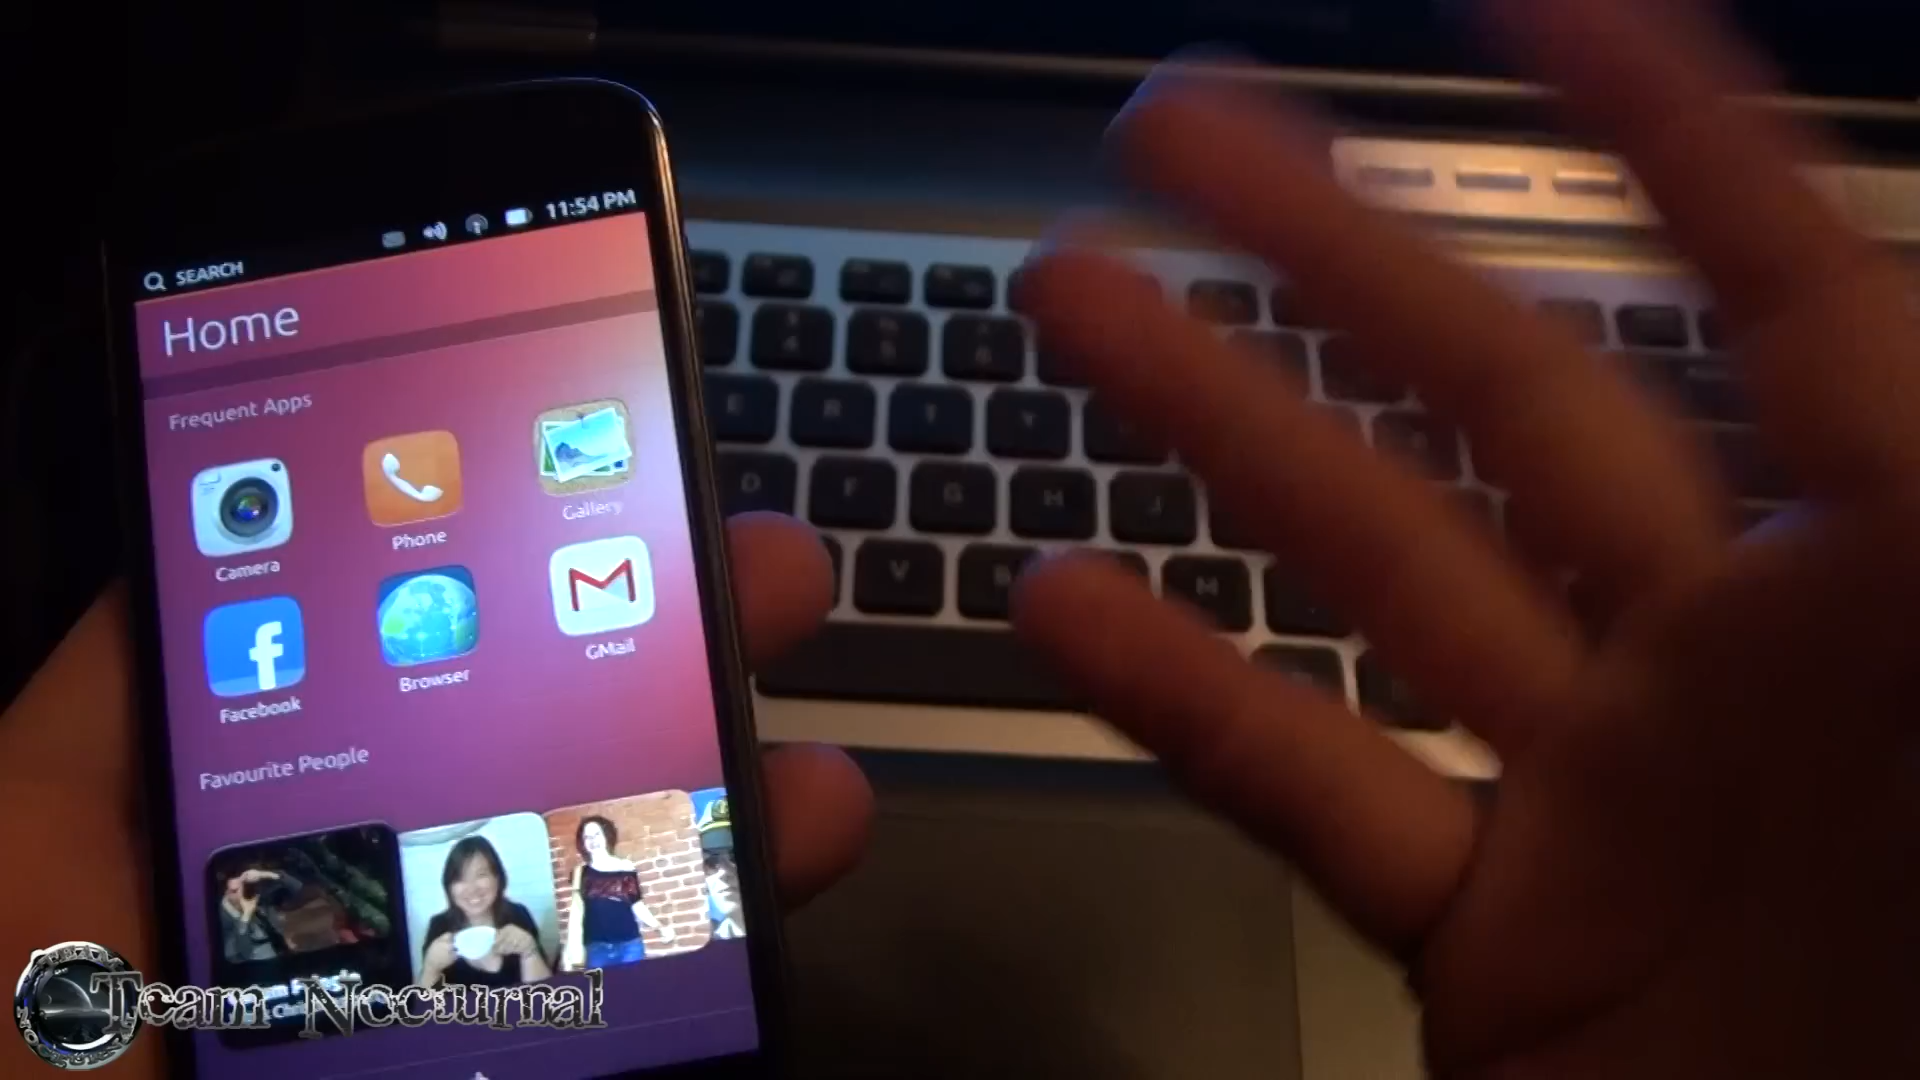 11:54 PM
SEARCH
Home
Frequent Apps
Camera
Phone
Gallery
Facebook
Browser
GMail
Favourite People
E R T Y
D F G H J
V B M
Team Nocturnal